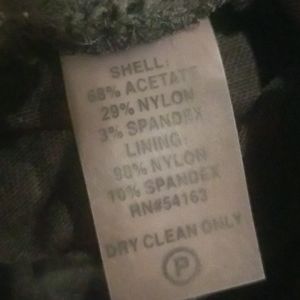 SHELL:
68% ACETATE
29% NYLON
3% SPANDEX
LINING:
90% NYLON
10% SPANDEX
RN#54163
DRY CLEAN ONLY
P